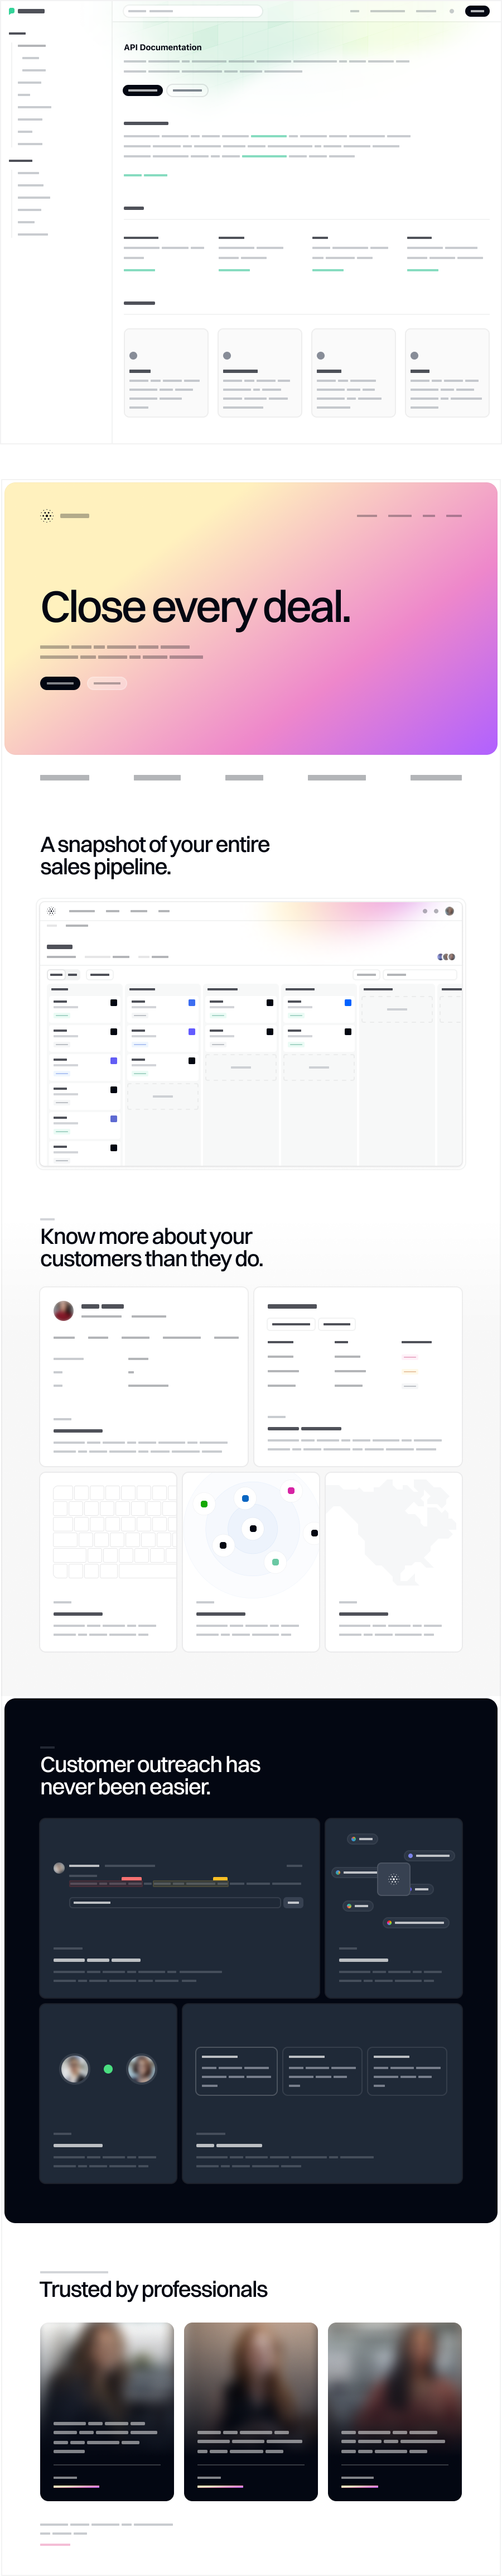 API Documentation
Close every deal.
A snapshot of your entire
sales pipeline.
Know more about your
customers than they do.
Customer outreach has
never been easier.
Trusted by professionals